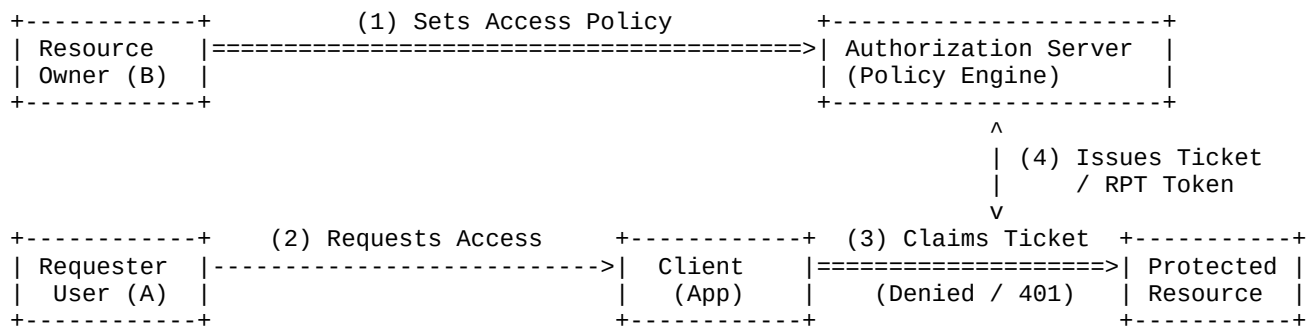 (1) Sets Access Policy
Resource Owner (B)
Authorization Server (Policy Engine)
(4) Issues Ticket / RPT Token
(2) Requests Access
(3) Claims Ticket
Requester User (A)
Client (App)
(Denied / 401)
Protected Resource